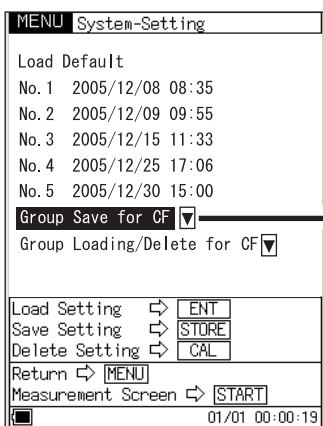 MENU System-Setting
Load Default
No.1 2005/12/08 08:35
No.2 2005/12/09 09:55
No.3 2005/12/15 11:33
No.4 2005/12/25 17:06
No.5 2005/12/30 15:00
Group Save for CF ▼
Group Loading/Delete for CF ▼
Load Setting ⇨ ENT
Save Setting ⇨ STORE
Delete Setting ⇨ CAL
Return ⇨ MENU
Measurement Screen ⇨ START
01/01 00:00:19